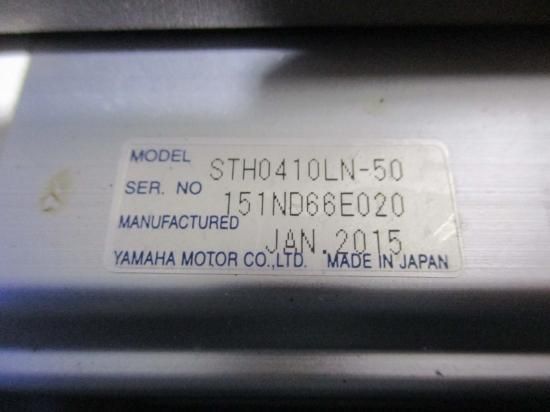 MODEL STH0410LN-50
SER. NO 151ND66E020
MANUFACTURED JAN.2015
YAMAHA MOTOR CO.,LTD. MADE IN JAPAN